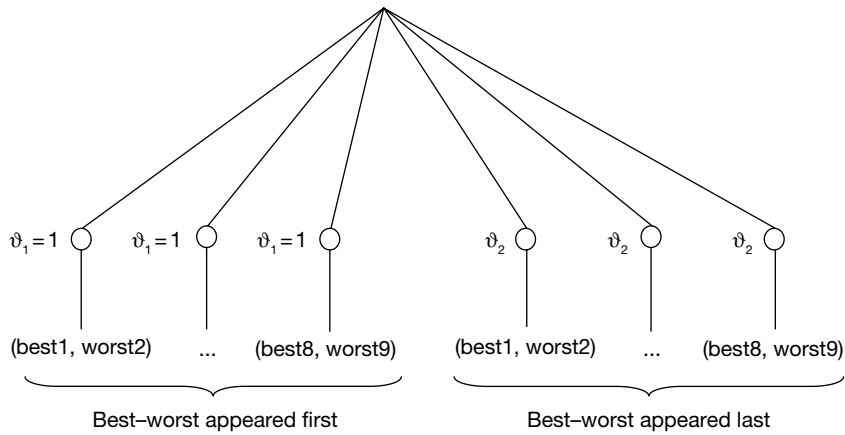 ϑ₁ = 1 ϑ₁ = 1 ϑ₁ = 1 ϑ₂ ϑ₂ ϑ₂
(best1, worst2) ... (best8, worst9) (best1, worst2) ... (best8, worst9)
Best–worst appeared first Best–worst appeared last